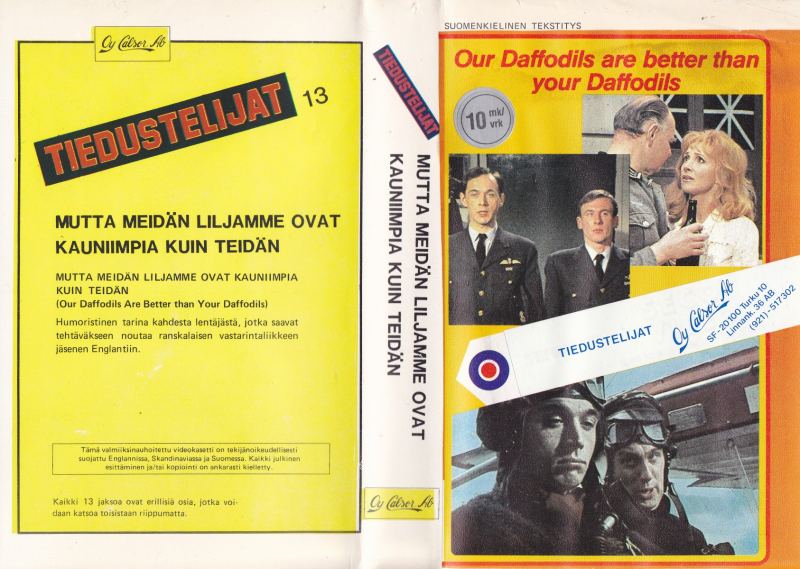 Oy Calsor Ab
TIEDUSTELIJAT 13
MUTTA MEIDÄN LILJAMME OVAT
KAUNIIMPIA KUIN TEIDÄN
MUTTA MEIDÄN LILJAMME OVAT KAUNIIMPIA
KUIN TEIDÄN
(Our Daffodils Are Better than Your Daffodils)
Humoristinen tarina kahdesta lentäjästä, jotka saavat
tehtäväkseen noutaa ranskalaisen vastarintaliikkeen
jäsenen Englantiin.
Tämä valmiiksinauhoitettu videokasetti on tekijänoikeudellisesti
suojattu Englannissa, Skandinaviassa ja Suomessa. Kaikki julkinen
esittäminen ja/tai kopiointi on ankarasti kielletty.
Kaikki 13 jaksoa ovat erillisiä osia, jotka voi-
daan katsoa toisistaan riippumatta.
TIEDUSTELIJAT
MUTTA MEIDÄN LILJAMME OVAT
KAUNIIMPIA KUIN TEIDÄN
Oy Calsor Ab
SUOMENKIELINEN TEKSTITYS
Our Daffodils are better than
your Daffodils
10 mk/
vrk
TIEDUSTELIJAT
Oy Calsor Ab
SF-20100 Turku 10
Linnank. 36 AB
(921)-517302